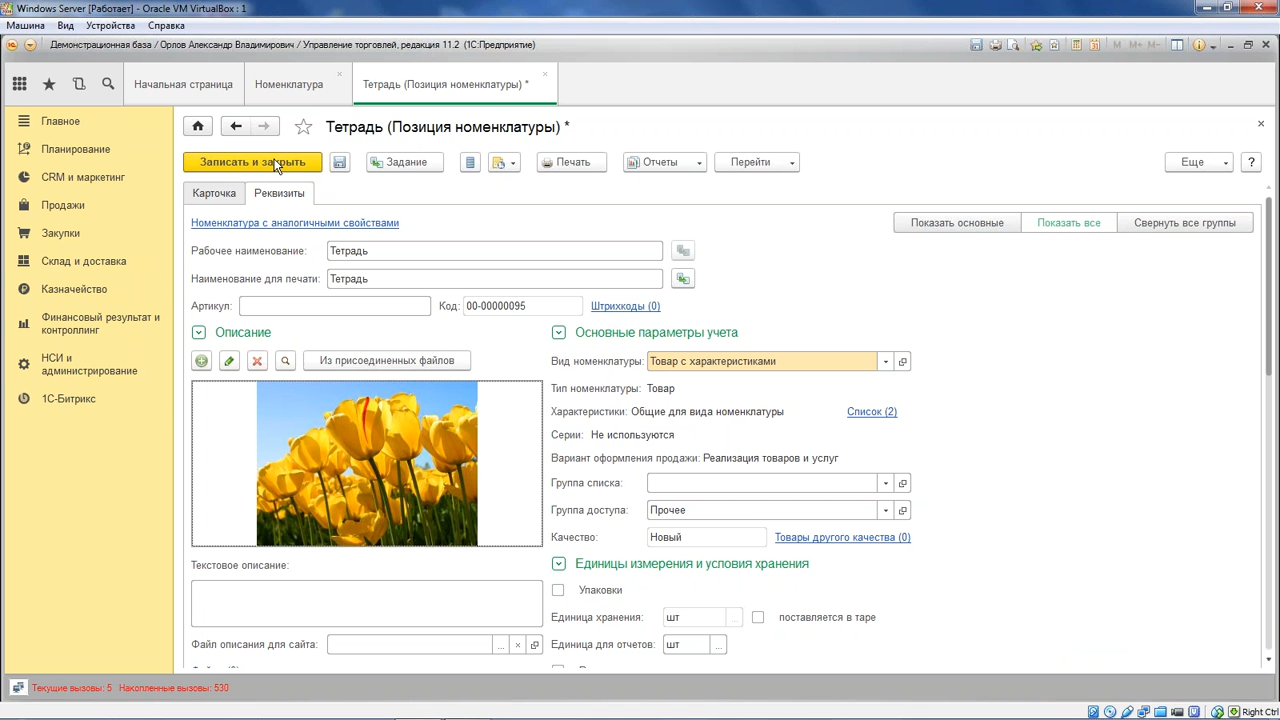 Windows Server [Работает] - Oracle VM VirtualBox : 1
Машина Вид Устройства Справка
Демонстрационная база / Орлов Александр Владимирович / Управление торговлей, редакция 11.2 (1С:Предприятие)
M M+ M-
Начальная страница Номенклатура × Тетрадь (Позиция номенклатуры) * ×
Главное
Планирование
CRM и маркетинг
Продажи
Закупки
Склад и доставка
Казначейство
Финансовый результат и
контроллинг
НСИ и
администрирование
1С-Битрикс
Тетрадь (Позиция номенклатуры) *
Записать и закрыть Задание Печать Отчеты Перейти Еще ?
Карточка Реквизиты
Номенклатура с аналогичными свойствами Показать основные Показать все Свернуть все группы
Рабочее наименование: Тетрадь
Наименование для печати: Тетрадь
Артикул: Код: 00-00000095 Штрихкоды (0)
Описание
Из присоединенных файлов
Текстовое описание:
Файл описания для сайта: ... ×
Основные параметры учета
Вид номенклатуры: Товар с характеристиками
Тип номенклатуры: Товар
Характеристики: Общие для вида номенклатуры Список (2)
Серии: Не используются
Вариант оформления продажи: Реализация товаров и услуг
Группа списка:
Группа доступа: Прочее
Качество: Новый Товары другого качества (0)
Единицы измерения и условия хранения
Упаковки
Единица хранения: шт ... поставляется в таре
Единица для отчетов: шт ...
Текущие вызовы: 5 Накопленные вызовы: 530
Right Ctrl